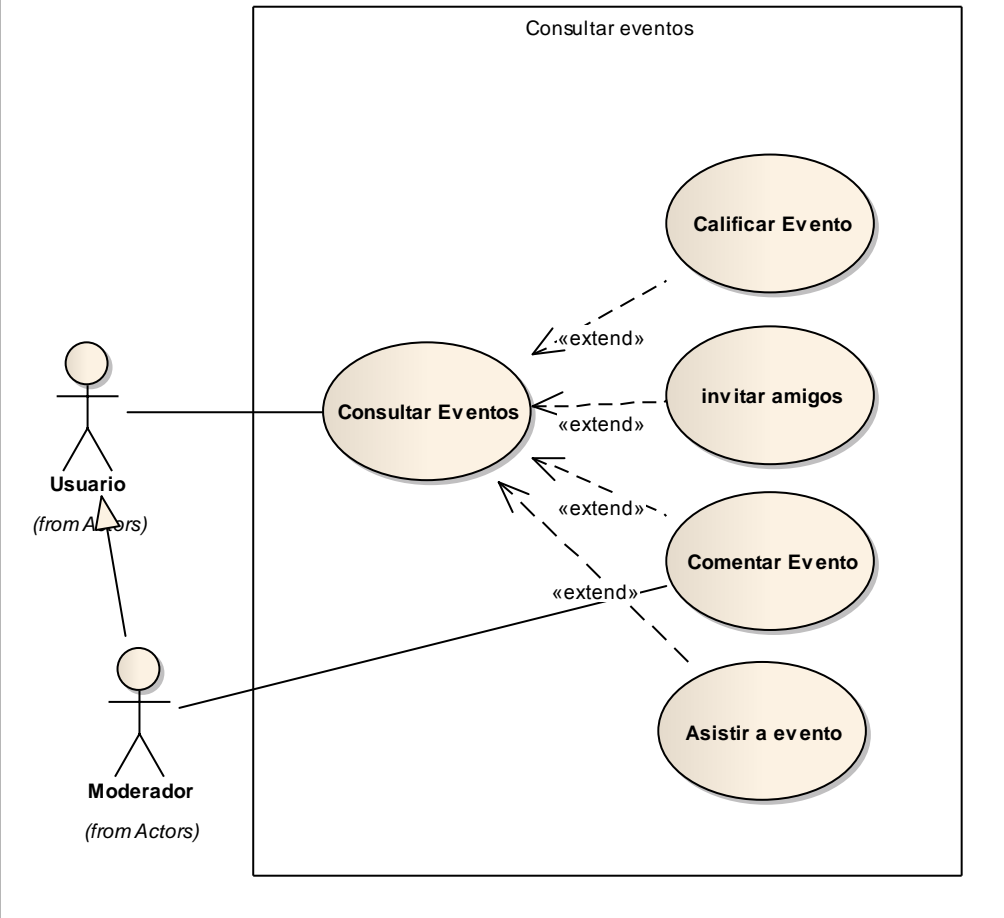 Consultar eventos
Calificar Evento
«extend»
invitar amigos
Consultar Eventos
«extend»
Usuario
(from Actors)
«extend»
Comentar Evento
«extend»
Moderador
(from Actors)
Asistir a evento